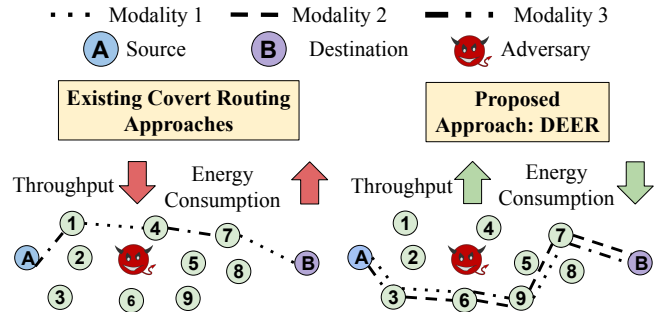 Modality 1 Modality 2 Modality 3
A Source B Destination Adversary
Existing Covert Routing
Approaches
Proposed
Approach: DEER
Throughput Energy
Consumption
Throughput Energy
Consumption
1 4 7
A 2 5 8 B
3 6 9
1 4 7
A 2 5 8 B
3 6 9